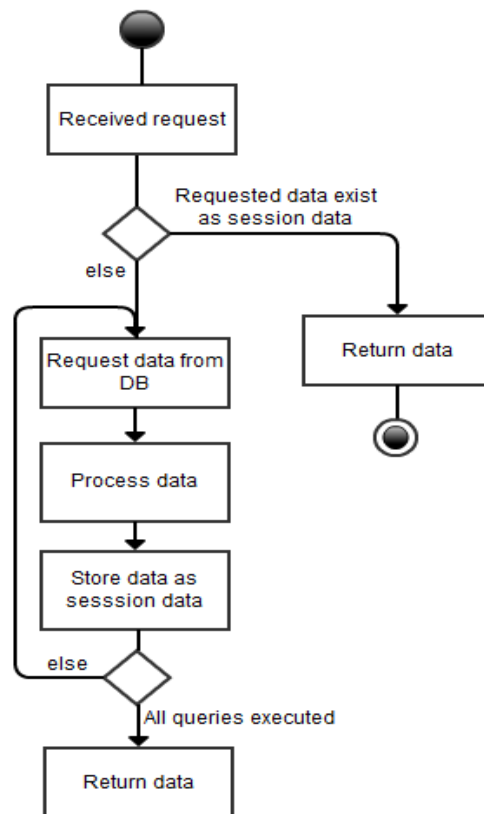 Received request
Requested data exist
as session data
else
Request data from
DB
Return data
Process data
Store data as
sesssion data
else
All queries executed
Return data